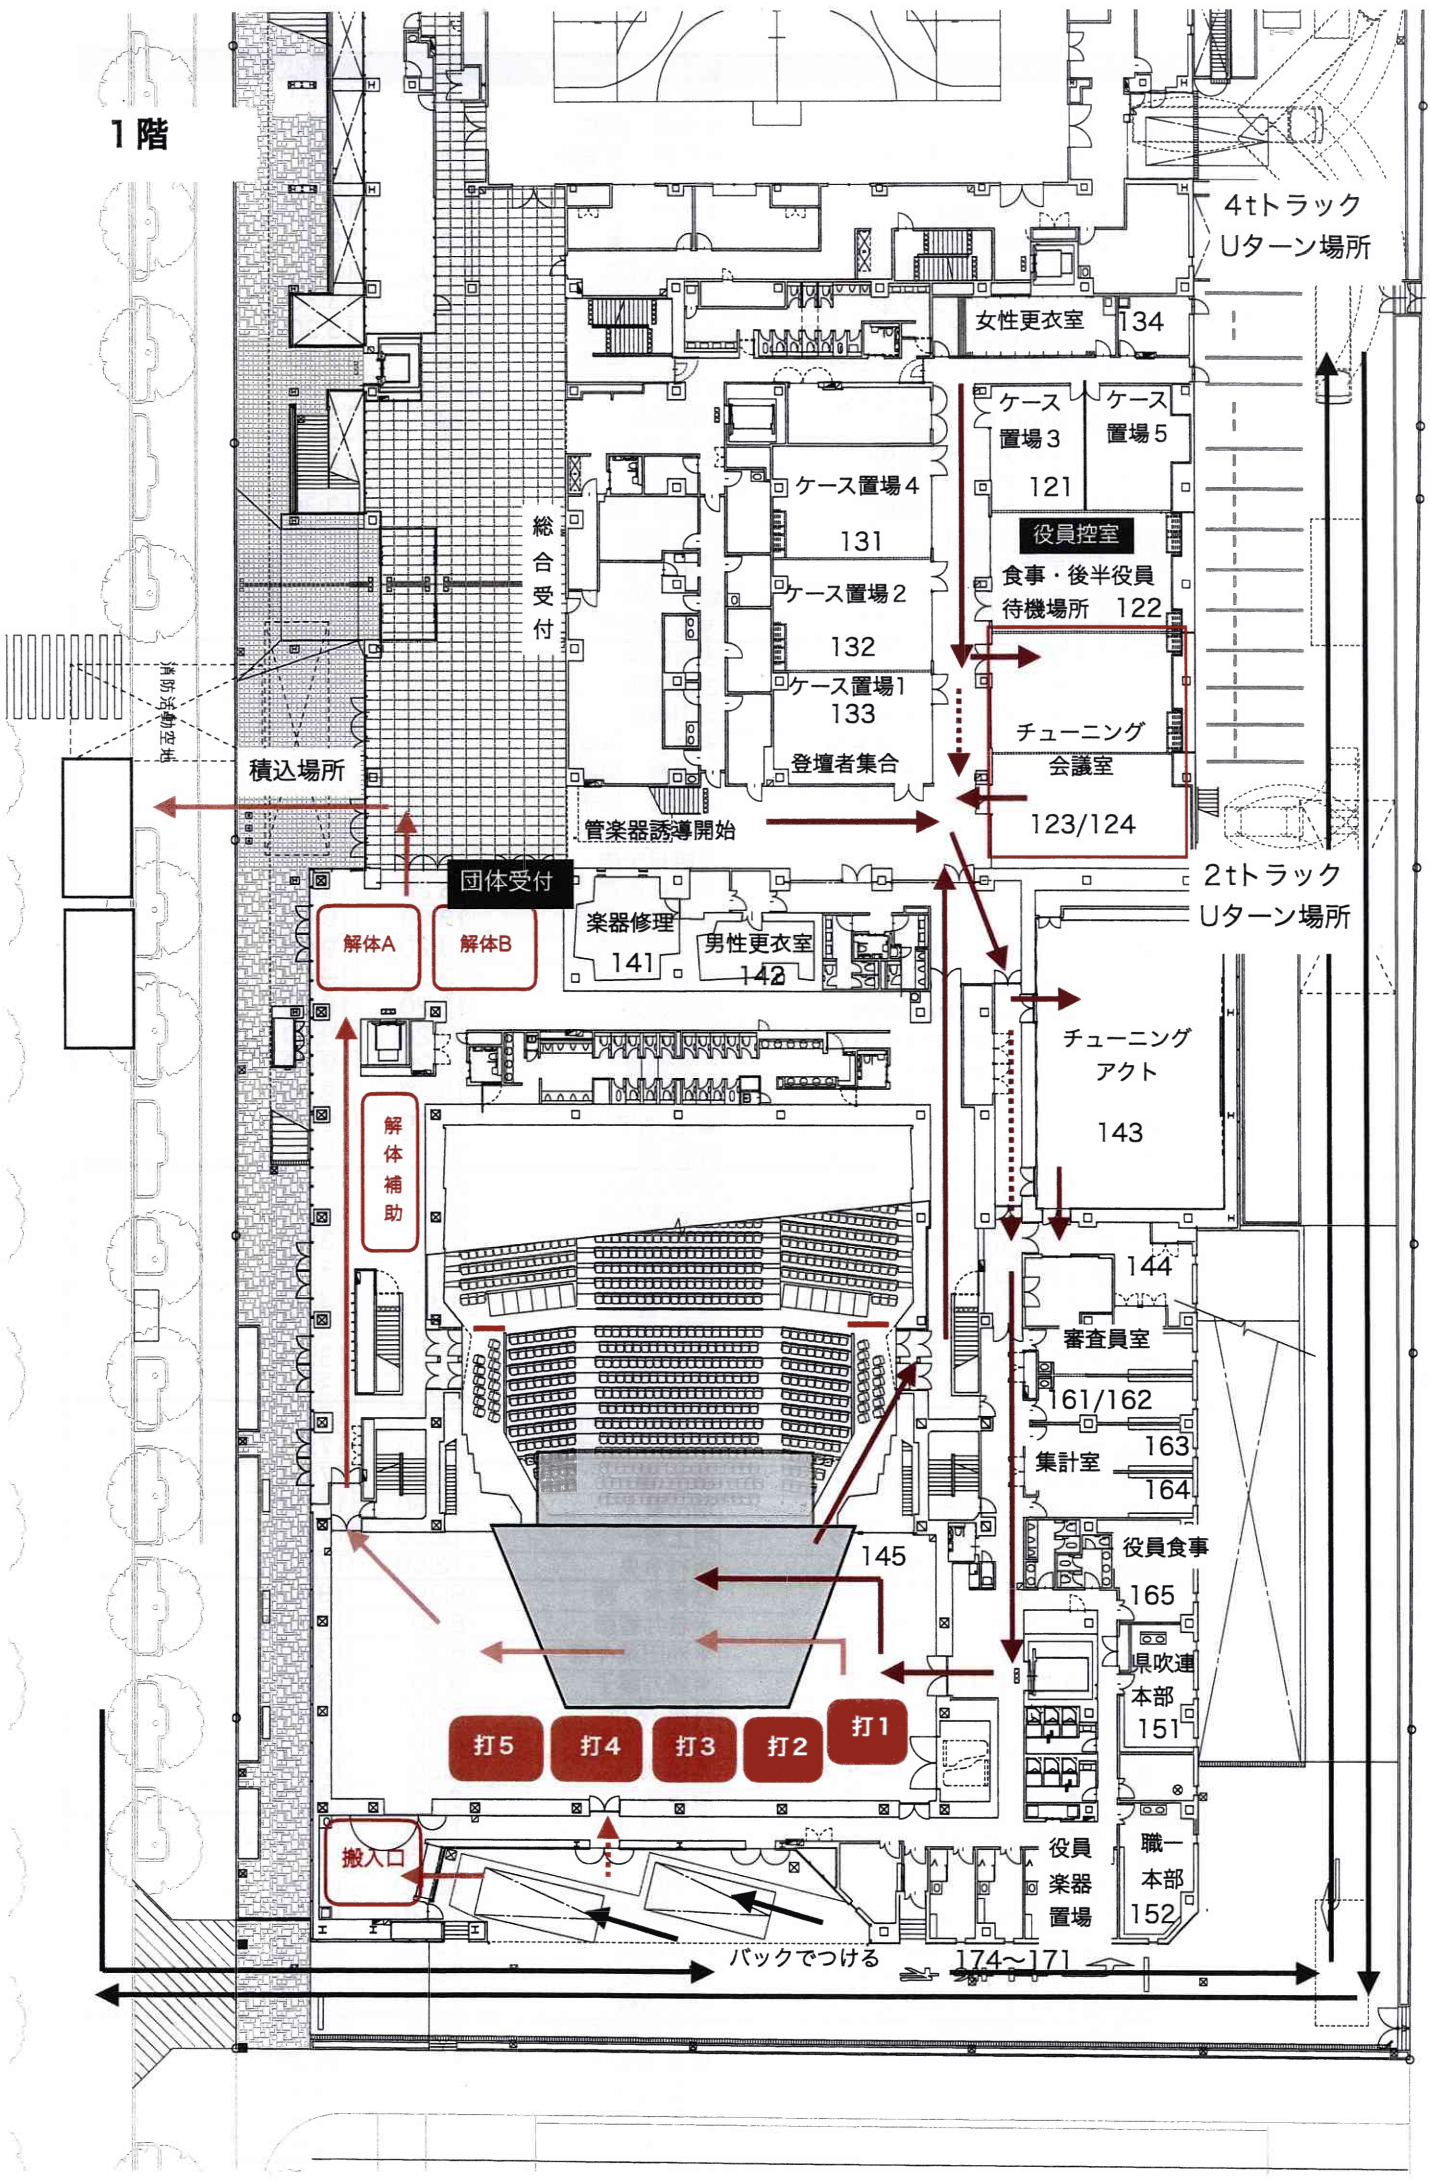 1階
4tトラック
Uターン場所
女性更衣室
134
ケース
置場3
121
ケース
置場5
ケース置場4
131
役員控室
食事・後半役員
待機場所 122
総合受付
ケース置場2
132
ケース置場1
133
登壇者集合
チューニング
会議室
123/124
消防活動空地
積込場所
管楽器誘導開始
団体受付
2tトラック
Uターン場所
解体A
解体B
楽器修理
141
男性更衣室
142
チューニング
アクト
143
解体補助
144
審査員室
161/162
163
集計室
164
145
役員食事
165
県吹連
本部
151
打5
打4
打3
打2
打1
搬入口
役員
楽器
置場
職一
本部
152
バックでつける
174〜171